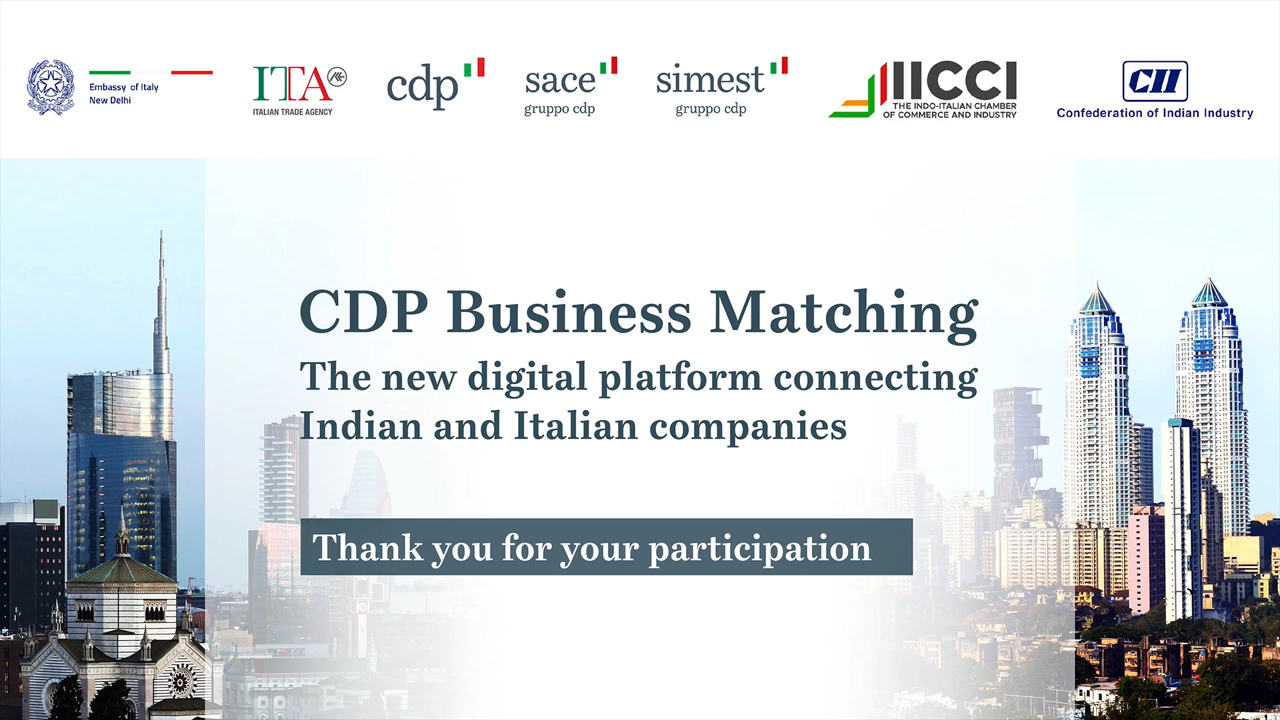 Embassy of Italy
New Delhi
ITA
ITALIAN TRADE AGENCY
cdp
sace
gruppo cdp
simest
gruppo cdp
IICCI
THE INDO-ITALIAN CHAMBER
OF COMMERCE AND INDUSTRY
CII
Confederation of Indian Industry
CDP Business Matching
The new digital platform connecting
Indian and Italian companies
Thank you for your participation